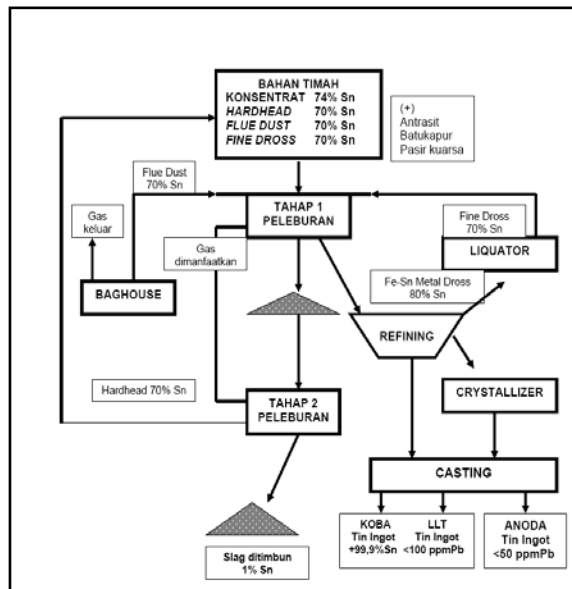 BAHAN TIMAH
KONSENTRAT 74% Sn
HARDHEAD 70% Sn
FLUE DUST 70% Sn
FINE DROSS 70% Sn
(+)
Antrasit
Batukapur
Pasir kuarsa
Flue Dust
70% Sn
TAHAP 1
PELEBURAN
Fine Dross
70% Sn
Gas
keluar
Gas
dimanfaatkan
LIQUATOR
BAGHOUSE
Fe-Sn Metal Dross
80% Sn
REFINING
Hardhead 70% Sn
TAHAP 2
PELEBURAN
CRYSTALLIZER
CASTING
KOBA
Tin Ingot
+99,9%Sn
LLT
Tin Ingot
<100 ppmPb
ANODA
Tin Ingot
<50 ppmPb
Slag ditimbun
1% Sn